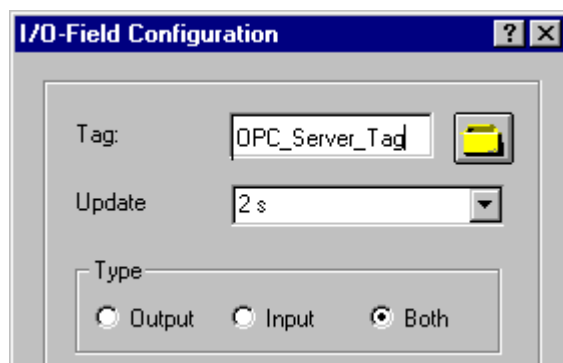 I/O-Field Configuration
Tag: OPC_Server_Tag
Update 2 s
Type
Output Input Both